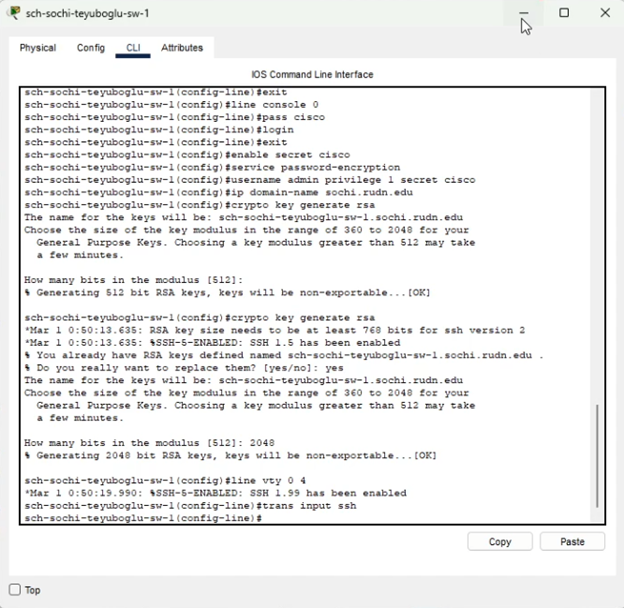 sch-sochi-teyuboglu-sw-1
Physical Config CLI Attributes
IOS Command Line Interface
sch-sochi-teyuboglu-sw-1(config-line)#exit
sch-sochi-teyuboglu-sw-1(config)#line console 0
sch-sochi-teyuboglu-sw-1(config-line)#pass cisco
sch-sochi-teyuboglu-sw-1(config-line)#login
sch-sochi-teyuboglu-sw-1(config-line)#exit
sch-sochi-teyuboglu-sw-1(config)#enable secret cisco
sch-sochi-teyuboglu-sw-1(config)#service password-encryption
sch-sochi-teyuboglu-sw-1(config)#username admin privilege 1 secret cisco
sch-sochi-teyuboglu-sw-1(config)#ip domain-name sochi.rudn.edu
sch-sochi-teyuboglu-sw-1(config)#crypto key generate rsa
The name for the keys will be: sch-sochi-teyuboglu-sw-1.sochi.rudn.edu
Choose the size of the key modulus in the range of 360 to 2048 for your
General Purpose Keys. Choosing a key modulus greater than 512 may take
a few minutes.
How many bits in the modulus [512]:
% Generating 512 bit RSA keys, keys will be non-exportable...[OK]
sch-sochi-teyuboglu-sw-1(config)#crypto key generate rsa
*Mar 1 0:50:13.635: RSA key size needs to be at least 768 bits for ssh version 2
*Mar 1 0:50:13.635: %SSH-5-ENABLED: SSH 1.5 has been enabled
% You already have RSA keys defined named sch-sochi-teyuboglu-sw-1.sochi.rudn.edu .
% Do you really want to replace them? [yes/no]: yes
The name for the keys will be: sch-sochi-teyuboglu-sw-1.sochi.rudn.edu
Choose the size of the key modulus in the range of 360 to 2048 for your
General Purpose Keys. Choosing a key modulus greater than 512 may take
a few minutes.
How many bits in the modulus [512]: 2048
% Generating 2048 bit RSA keys, keys will be non-exportable...[OK]
sch-sochi-teyuboglu-sw-1(config)#line vty 0 4
*Mar 1 0:50:19.990: %SSH-5-ENABLED: SSH 1.99 has been enabled
sch-sochi-teyuboglu-sw-1(config-line)#trans input ssh
sch-sochi-teyuboglu-sw-1(config-line)#
Copy Paste
Top